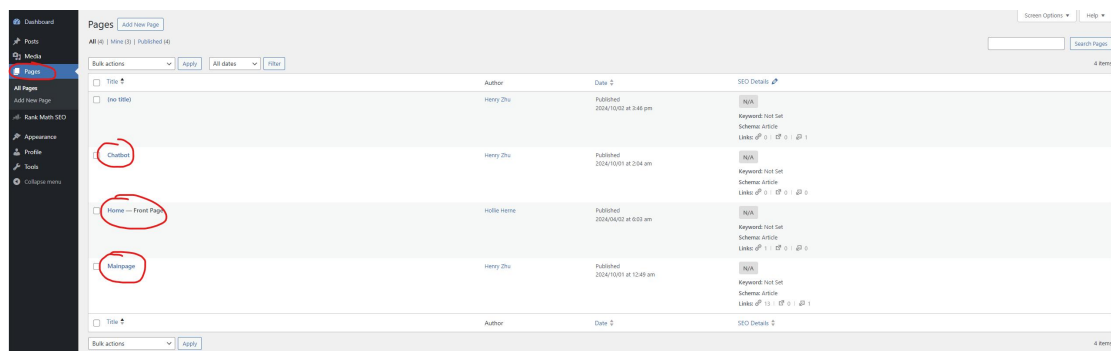 Dashboard
Posts
Media
Pages
All Pages
Add New Page
Rank Math SEO
Appearance
Profile
Tools
Collapse menu
Screen Options ▼ Help ▼
Pages Add New Page
All (4) | Mine (3) | Published (4)
Search Pages
Bulk actions Apply All dates Filter 4 items
Title Author Date SEO Details
(no title) Henry Zhu Published N/A
2024/10/02 at 3:46 pm
Keyword: Not Set
Schema: Article
Links: 0 | 0 | 1
Chatbot Henry Zhu Published N/A
2024/10/01 at 2:04 am
Keyword: Not Set
Schema: Article
Links: 0 | 0 | 0
Home — Front Page Hollie Herne Published N/A
2024/04/02 at 6:03 am
Keyword: Not Set
Schema: Article
Links: 1 | 0 | 0
Mainpage Henry Zhu Published N/A
2024/10/01 at 12:49 am
Keyword: Not Set
Schema: Article
Links: 15 | 0 | 1
Title Author Date SEO Details
Bulk actions Apply 4 items